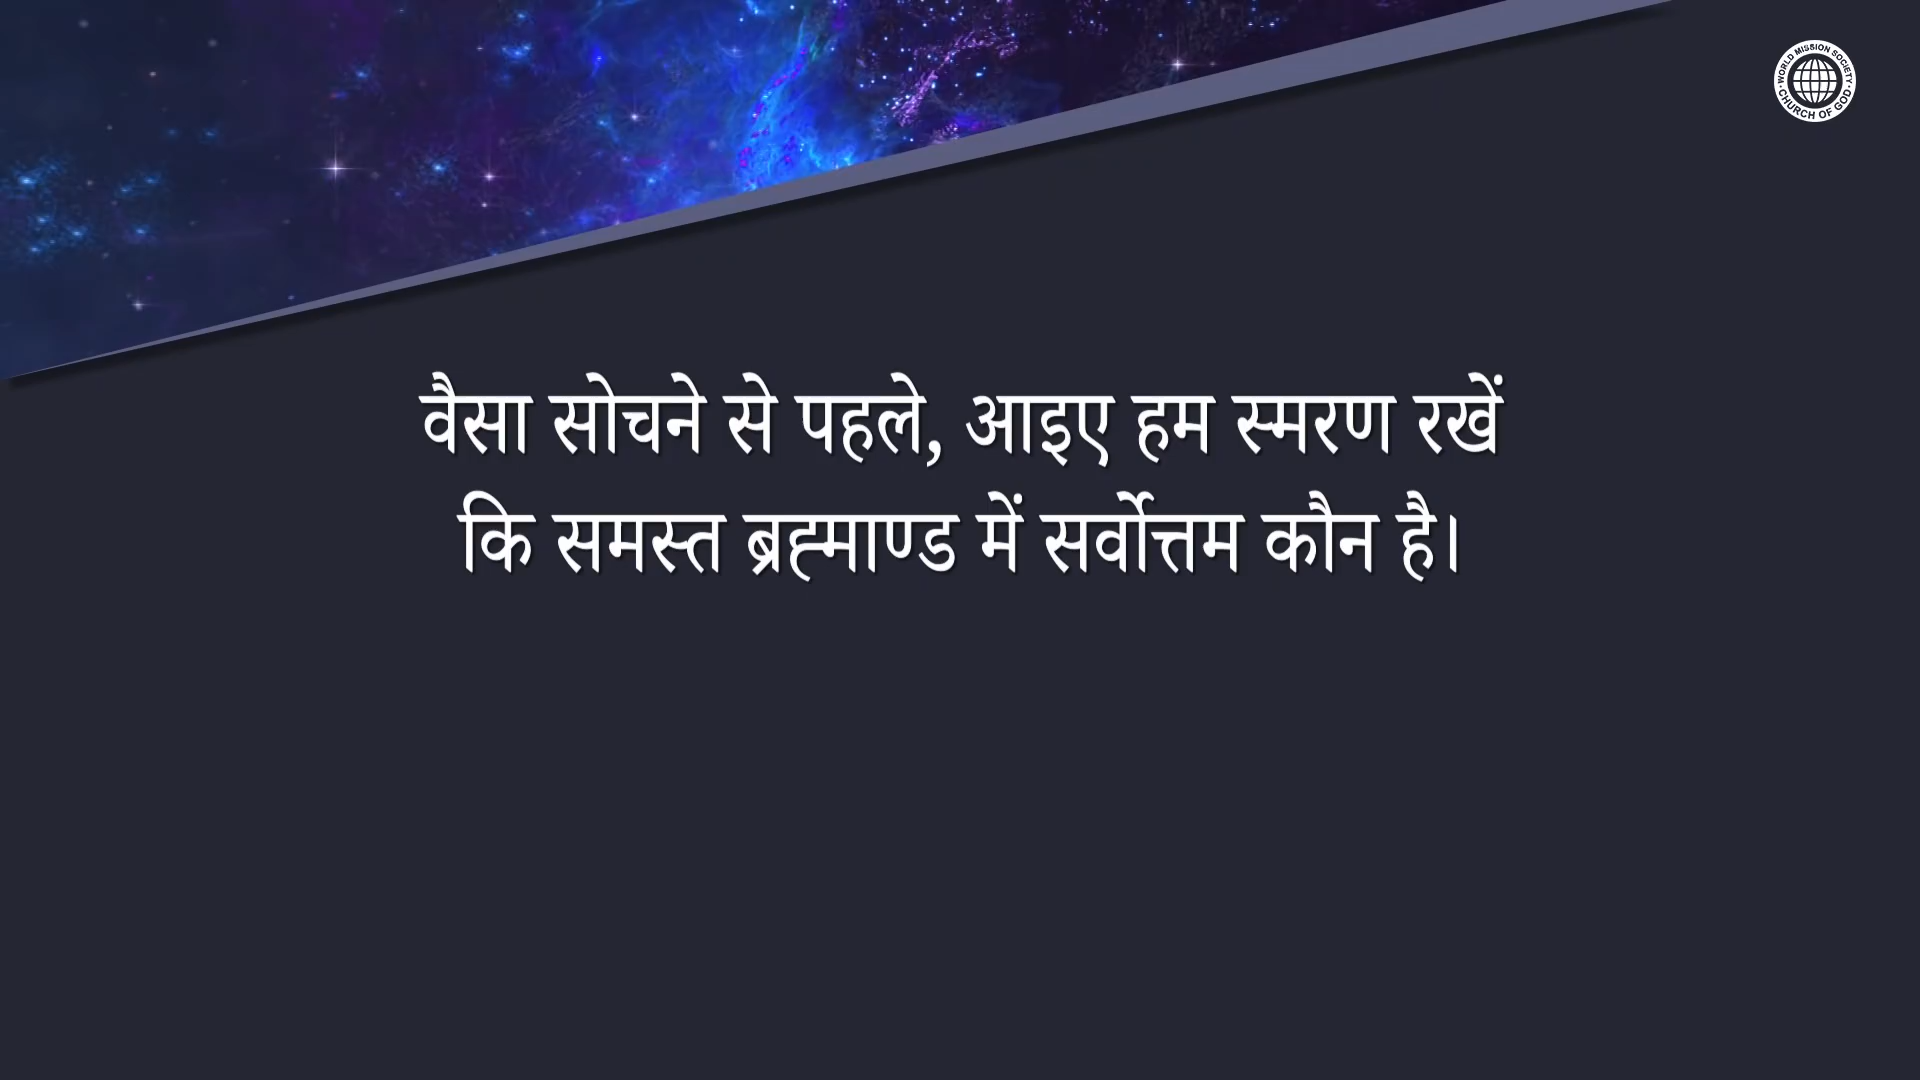 WORLD MISSION SOCIETY
CHURCH OF GOD
वैसा सोचने से पहले, आइए हम स्मरण रखें
कि समस्त ब्रह्माण्ड में सर्वोत्तम कौन है।